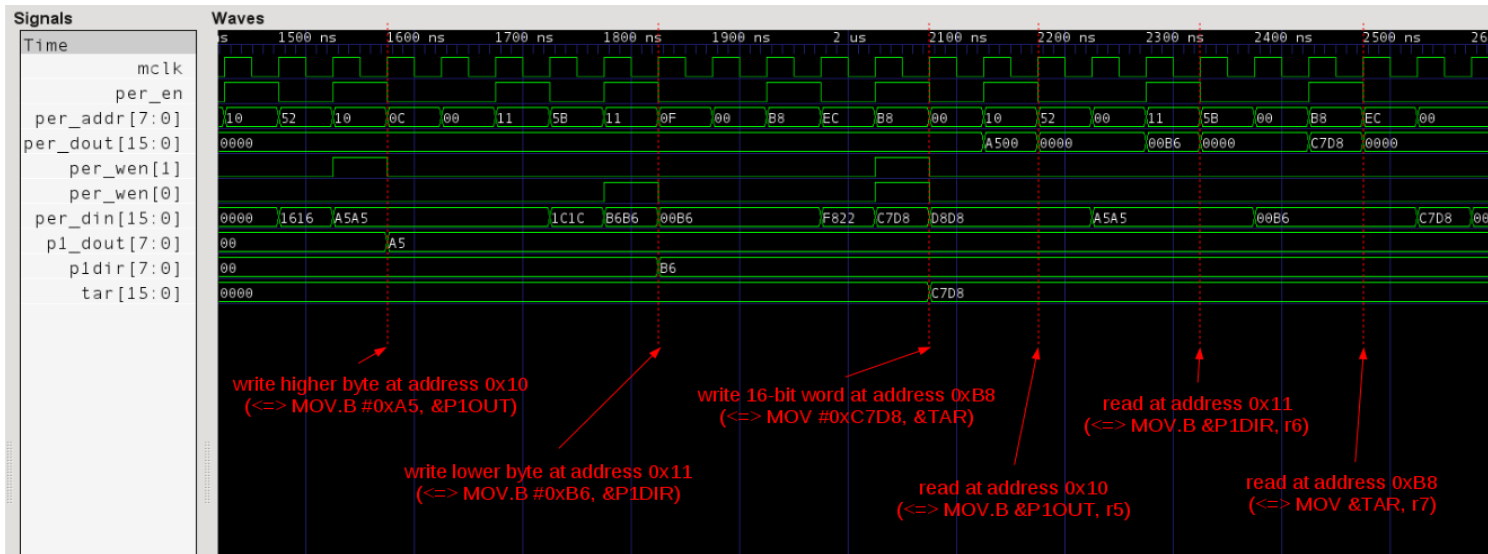 Signals
Waves
Time
mclk
per_en
per_addr[7:0]
per_dout[15:0]
per_wen[1]
per_wen[0]
per_din[15:0]
p1_dout[7:0]
p1dir[7:0]
tar[15:0]
s 1500 ns 1600 ns 1700 ns 1800 ns 1900 ns 2 us 2100 ns 2200 ns 2300 ns 2400 ns 2500 ns 26
10 52 10 0C 00 11 5B 11 0F 00 B8 EC B8 00 10 52 00 11 5B 00 B8 EC 00
0000 A500 0000 00B6 0000 C7D8 0000
0000 1616 A5A5 1C1C B6B6 00B6 F822 C7D8 D8D8 A5A5 00B6 C7D8 00
00 A5
00 B6
0000 C7D8
write higher byte at address 0x10
(<=> MOV.B #0xA5, &P1OUT)
write lower byte at address 0x11
(<=> MOV.B #0xB6, &P1DIR)
write 16-bit word at address 0xB8
(<=> MOV #0xC7D8, &TAR)
read at address 0x10
(<=> MOV.B &P1OUT, r5)
read at address 0x11
(<=> MOV.B &P1DIR, r6)
read at address 0xB8
(<=> MOV &TAR, r7)